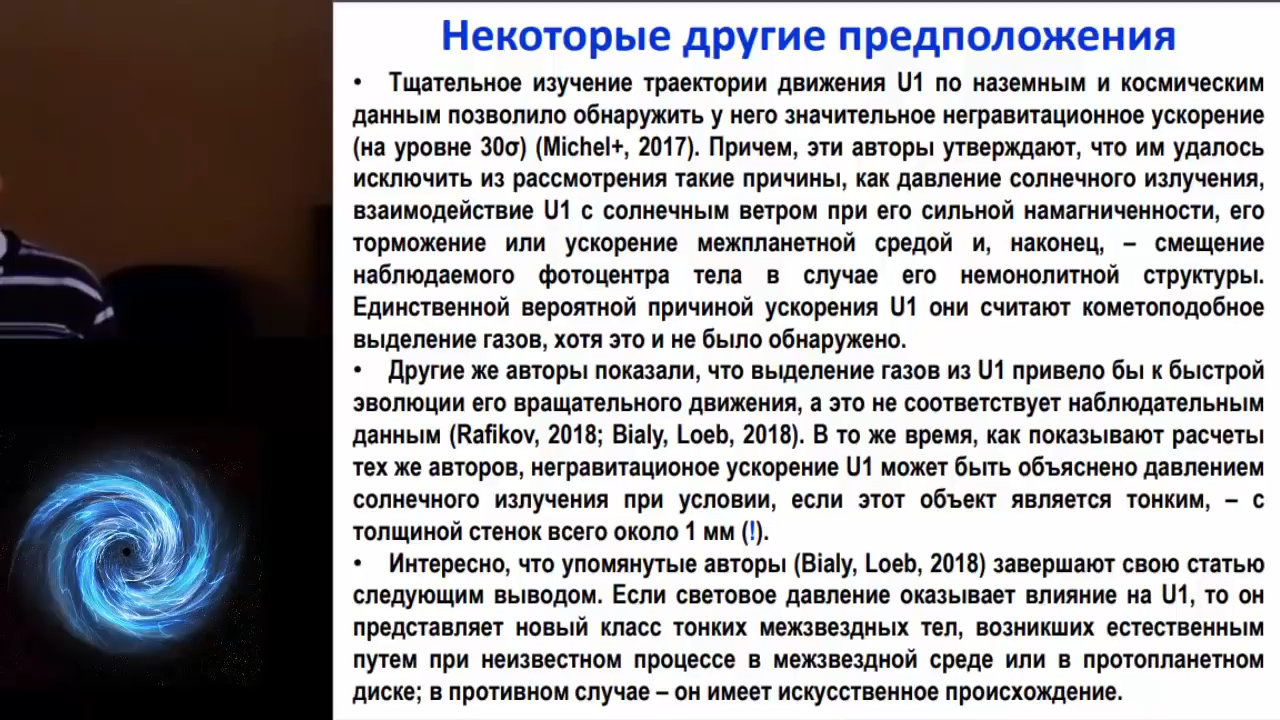 Некоторые другие предположения
• Тщательное изучение траектории движения U1 по наземным и космическим
данным позволило обнаружить у него значительное негравитационное ускорение
(на уровне 30σ) (Michel+, 2017). Причем, эти авторы утверждают, что им удалось
исключить из рассмотрения такие причины, как давление солнечного излучения,
взаимодействие U1 с солнечным ветром при его сильной намагниченности, его
торможение или ускорение межпланетной средой и, наконец, – смещение
наблюдаемого фотоцентра тела в случае его немонолитной структуры.
Единственной вероятной причиной ускорения U1 они считают кометоподобное
выделение газов, хотя это и не было обнаружено.
• Другие же авторы показали, что выделение газов из U1 привело бы к быстрой
эволюции его вращательного движения, а это не соответствует наблюдательным
данным (Rafikov, 2018; Bialy, Loeb, 2018). В то же время, как показывают расчеты
тех же авторов, негравитационое ускорение U1 может быть объяснено давлением
солнечного излучения при условии, если этот объект является тонким, – с
толщиной стенок всего около 1 мм (!).
• Интересно, что упомянутые авторы (Bialy, Loeb, 2018) завершают свою статью
следующим выводом. Если световое давление оказывает влияние на U1, то он
представляет новый класс тонких межзвездных тел, возникших естественным
путем при неизвестном процессе в межзвездной среде или в протопланетном
диске; в противном случае – он имеет искусственное происхождение.